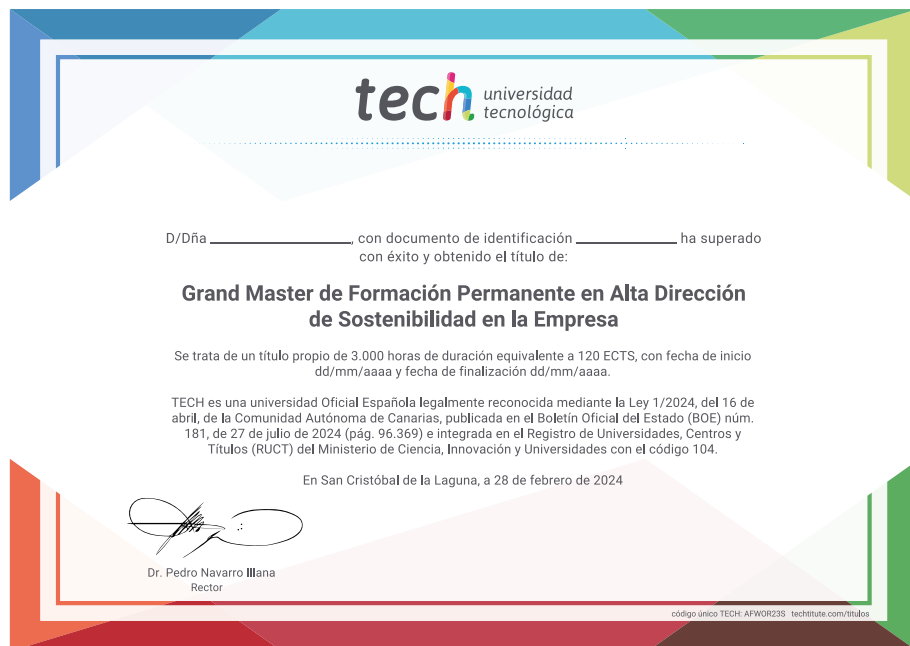 tech universidad
tecnológica
D/Dña ____________, con documento de identificación ____________ ha superado
con éxito y obtenido el título de:
Grand Master de Formación Permanente en Alta Dirección
de Sostenibilidad en la Empresa
Se trata de un título propio de 3.000 horas de duración equivalente a 120 ECTS, con fecha de inicio
dd/mm/aaaa y fecha de finalización dd/mm/aaaa.
TECH es una universidad Oficial Española legalmente reconocida mediante la Ley 1/2024, del 16 de
abril, de la Comunidad Autónoma de Canarias, publicada en el Boletín Oficial del Estado (BOE) núm.
181, de 27 de julio de 2024 (pág. 96.369) e integrada en el Registro de Universidades, Centros y
Títulos (RUCT) del Ministerio de Ciencia, Innovación y Universidades con el código 104.
En San Cristóbal de la Laguna, a 28 de febrero de 2024
Dr. Pedro Navarro Illana
Rector
código único TECH: AFWOR23S techtitute.com/titulos